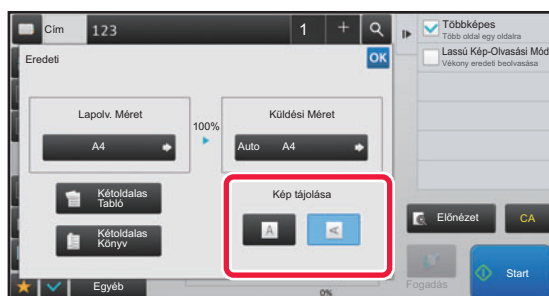 Cím
123
1
+
Eredeti
OK
Lapolv. Méret
A4
100%
Küldési Méret
Auto A4
Kétoldalas
Tabló
Kétoldalas
Könyv
Kép tájolása
A
A
Egyéb
0%
Többképes
Több oldal egy oldalra
Lassú Kép-Olvasási Mód
Vékony eredeti beolvasása
Előnézet
CA
Fogadás
Start